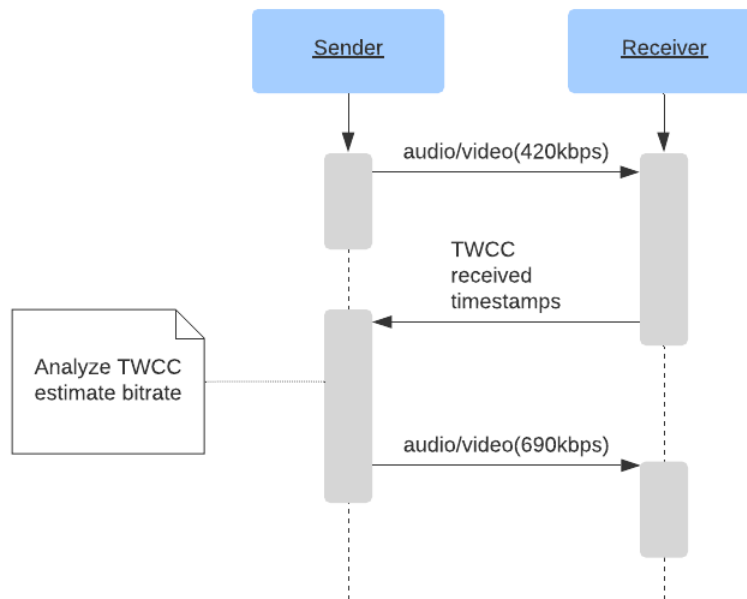 Sender
Receiver
audio/video(420kbps)
TWCC
received
timestamps
Analyze TWCC
estimate bitrate
audio/video(690kbps)